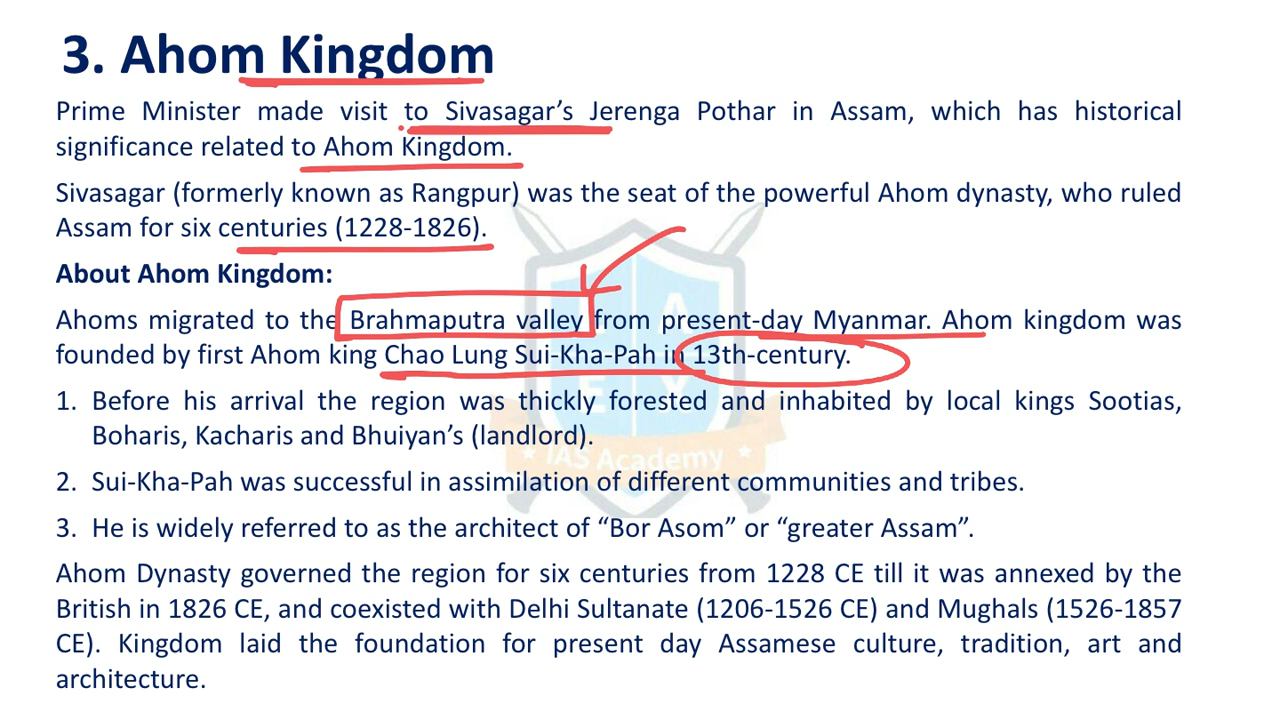 3. Ahom Kingdom
Prime Minister made visit to Sivasagar’s Jerenga Pothar in Assam, which has historical
significance related to Ahom Kingdom.
Sivasagar (formerly known as Rangpur) was the seat of the powerful Ahom dynasty, who ruled
Assam for six centuries (1228-1826).
About Ahom Kingdom:
Ahoms migrated to the Brahmaputra valley from present-day Myanmar. Ahom kingdom was
founded by first Ahom king Chao Lung Sui-Kha-Pah in 13th-century.
1. Before his arrival the region was thickly forested and inhabited by local kings Sootias,
Boharis, Kacharis and Bhuiyan’s (landlord).
2. Sui-Kha-Pah was successful in assimilation of different communities and tribes.
3. He is widely referred to as the architect of “Bor Asom” or “greater Assam”.
Ahom Dynasty governed the region for six centuries from 1228 CE till it was annexed by the
British in 1826 CE, and coexisted with Delhi Sultanate (1206-1526 CE) and Mughals (1526-1857
CE). Kingdom laid the foundation for present day Assamese culture, tradition, art and
architecture.
A
E
Y
IAS Academy